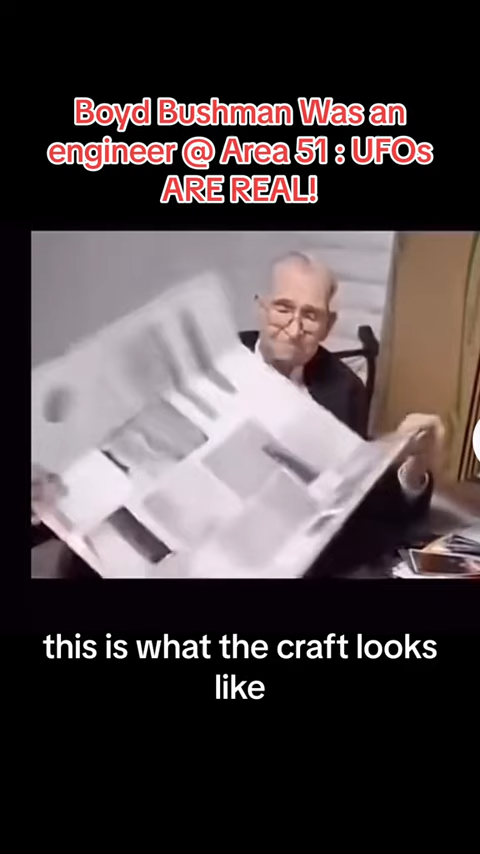 Boyd Bushman Was an
engineer @ Area 51 : UFOs
ARE REAL!
this is what the craft looks
like